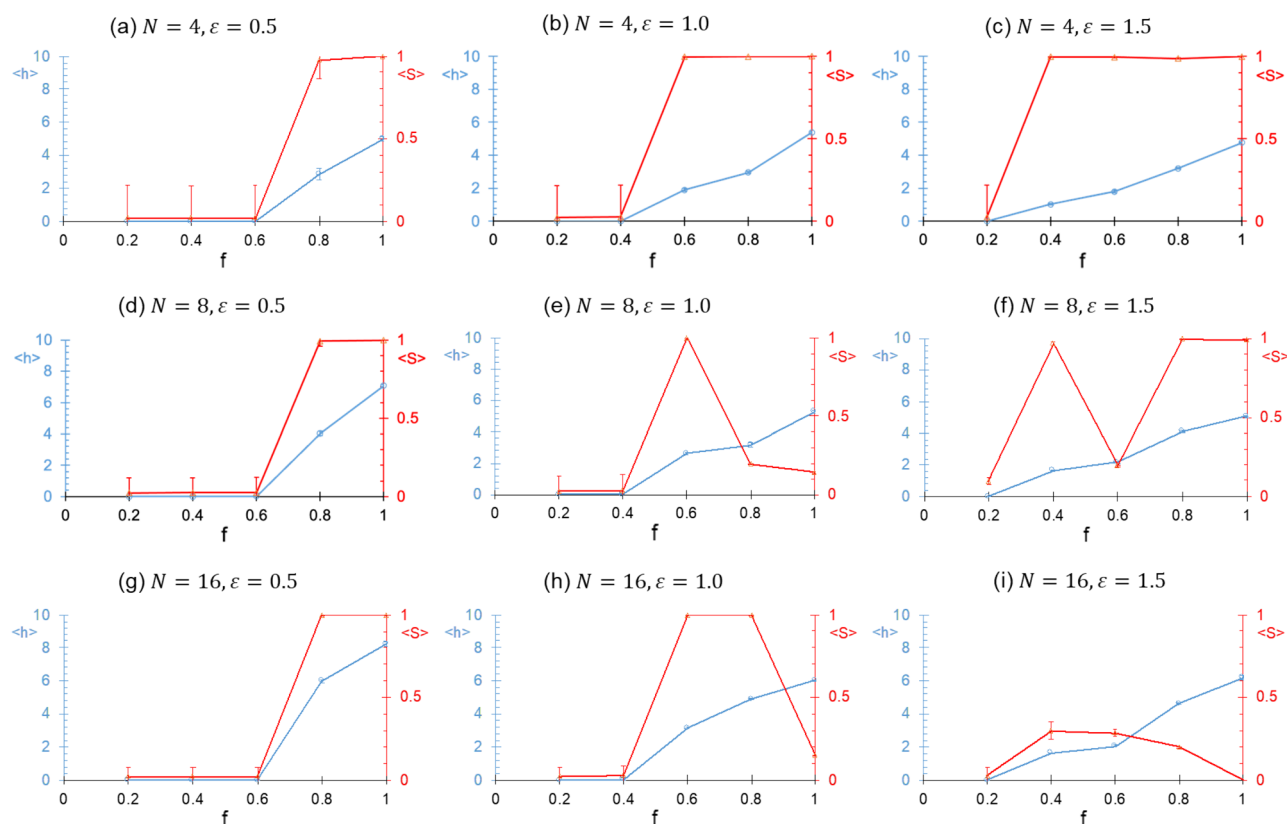 (a) N = 4, ε = 0.5
10
8
6
4
2
0
<h>
1
0.5
0
<S>
0 0.2 0.4 0.6 0.8 1
f
(b) N = 4, ε = 1.0
10
8
6
4
2
0
<h>
1
0.5
0
<S>
0 0.2 0.4 0.6 0.8 1
f
(c) N = 4, ε = 1.5
10
8
6
4
2
0
<h>
1
0.5
0
<S>
0 0.2 0.4 0.6 0.8 1
f
(d) N = 8, ε = 0.5
10
8
6
4
2
0
<h>
1
0.5
0
<S>
0 0.2 0.4 0.6 0.8 1
f
(e) N = 8, ε = 1.0
10
8
6
4
2
0
<h>
1
0.5
0
<S>
0 0.2 0.4 0.6 0.8 1
f
(f) N = 8, ε = 1.5
10
8
6
4
2
0
<h>
1
0.5
0
<S>
0 0.2 0.4 0.6 0.8 1
f
(g) N = 16, ε = 0.5
10
8
6
4
2
0
<h>
1
0.5
0
<S>
0 0.2 0.4 0.6 0.8 1
f
(h) N = 16, ε = 1.0
10
8
6
4
2
0
<h>
1
0.5
0
<S>
0 0.2 0.4 0.6 0.8 1
f
(i) N = 16, ε = 1.5
10
8
6
4
2
0
<h>
1
0.5
0
<S>
0 0.2 0.4 0.6 0.8 1
f